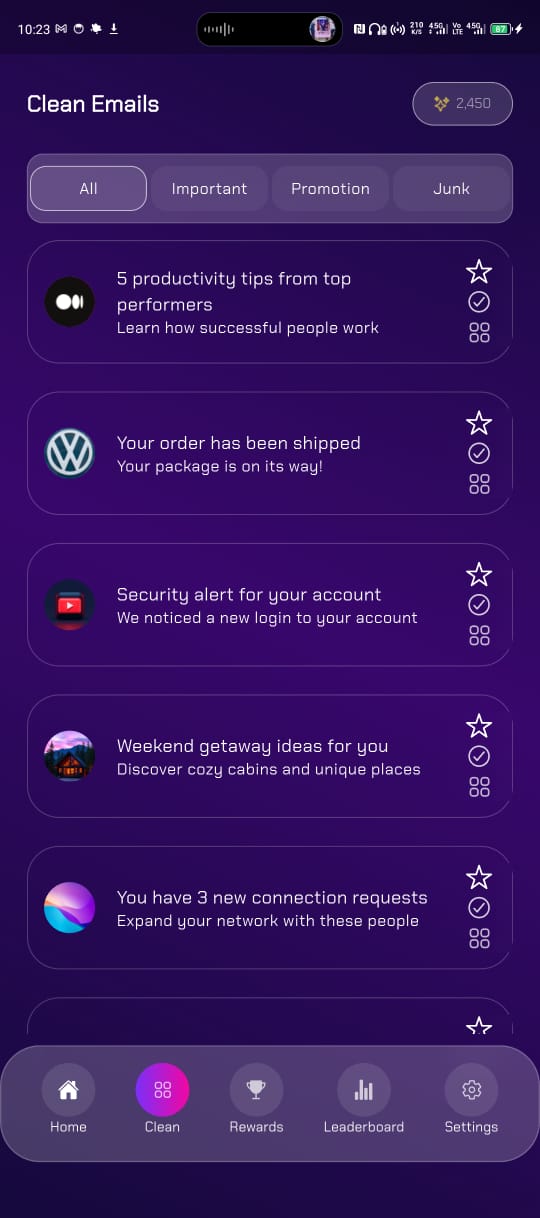 10:23
210
K/S
4.5G
Vo
LTE
4.5G
87
Clean Emails
2,450
All
Important
Promotion
Junk
5 productivity tips from top
performers
Learn how successful people work
Your order has been shipped
Your package is on its way!
Security alert for your account
We noticed a new login to your account
Weekend getaway ideas for you
Discover cozy cabins and unique places
You have 3 new connection requests
Expand your network with these people
Home
Clean
Rewards
Leaderboard
Settings